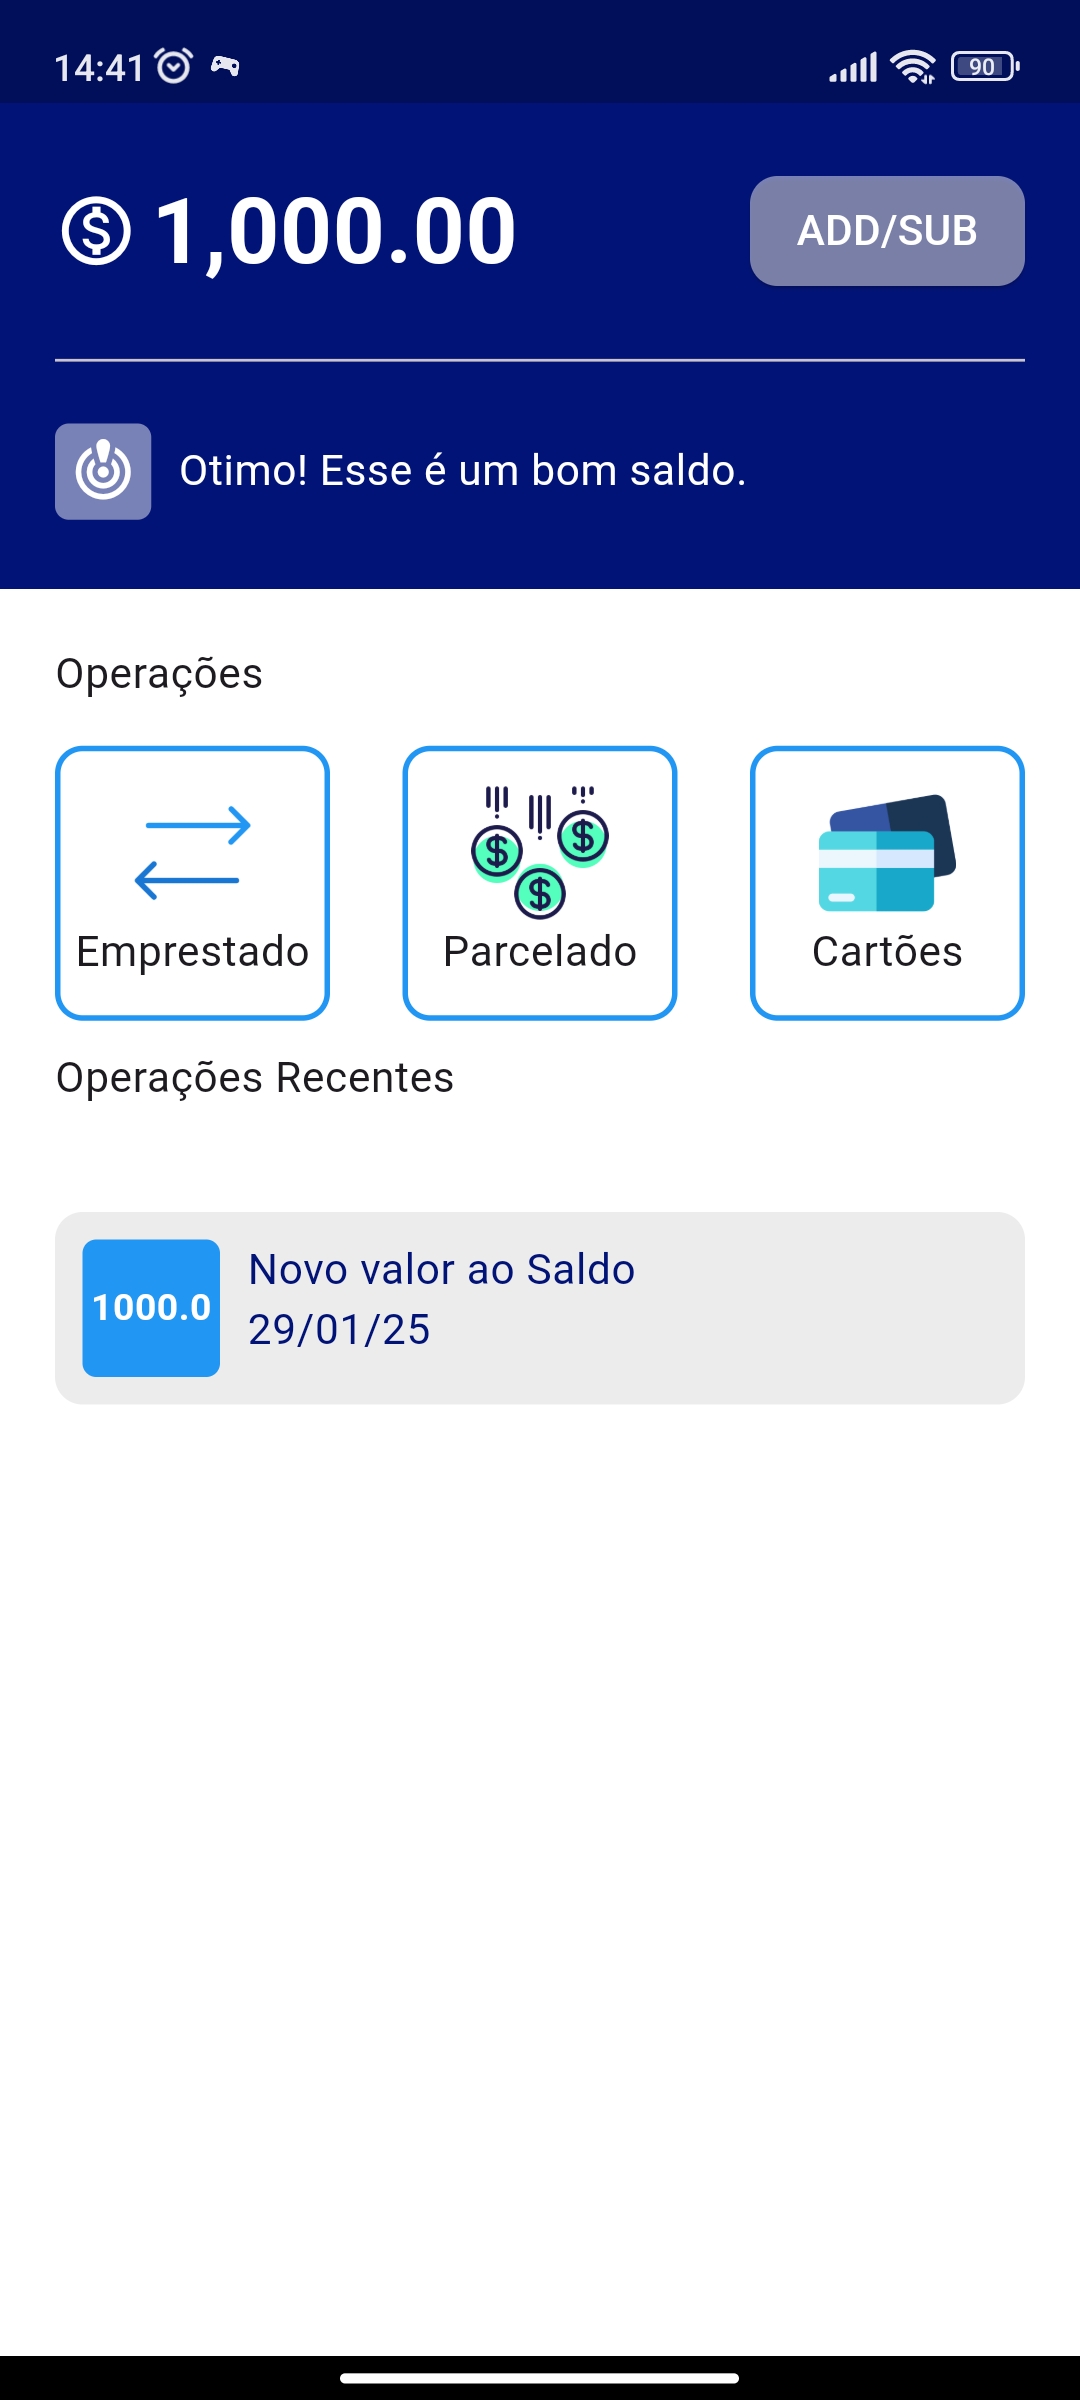 14:41
90
1,000.00
ADD/SUB
Otimo! Esse é um bom saldo.
Operações
Emprestado
Parcelado
Cartões
Operações Recentes
1000.0
Novo valor ao Saldo
29/01/25